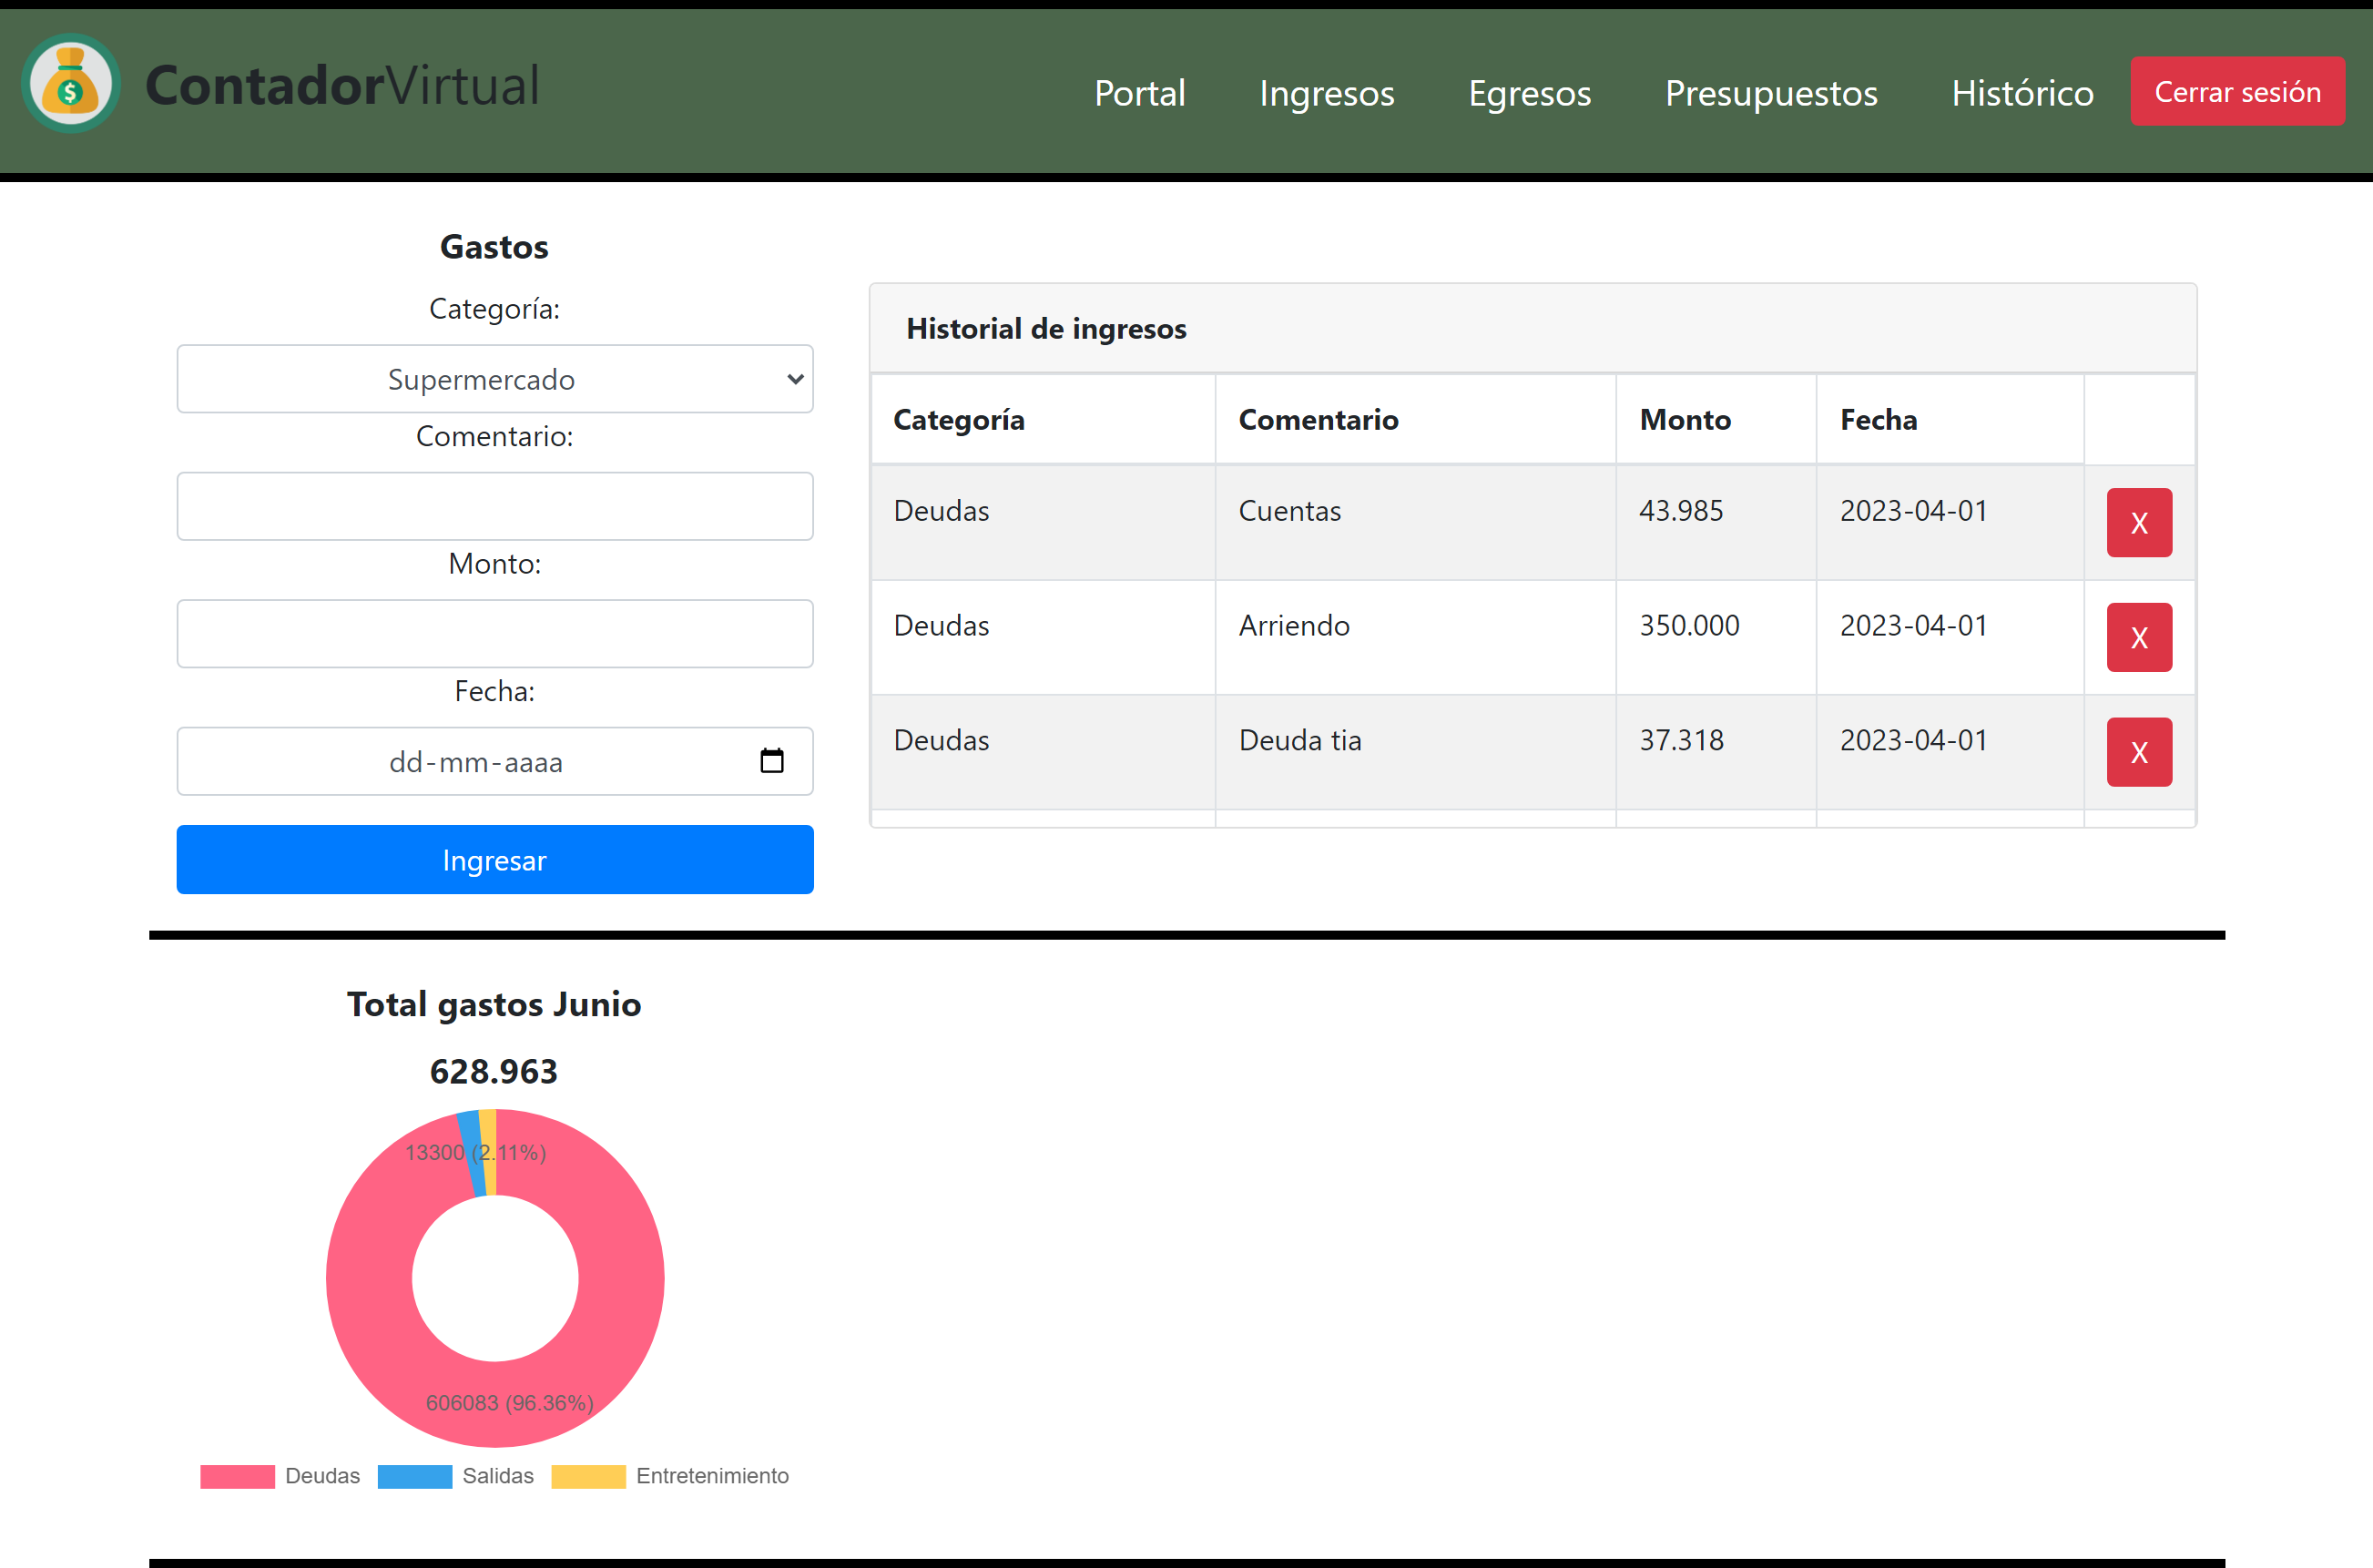 $
ContadorVirtual
Portal Ingresos Egresos Presupuestos Histórico Cerrar sesión
Gastos
Categoría:
Supermercado
Comentario:
Monto:
Fecha:
dd-mm-aaaa
Ingresar
Historial de ingresos
Categoría Comentario Monto Fecha
Deudas Cuentas 43.985 2023-04-01 X
Deudas Arriendo 350.000 2023-04-01 X
Deudas Deuda tia 37.318 2023-04-01 X
Total gastos Junio
628.963
13300 (2.11%)
606083 (96.36%)
Deudas Salidas Entretenimiento